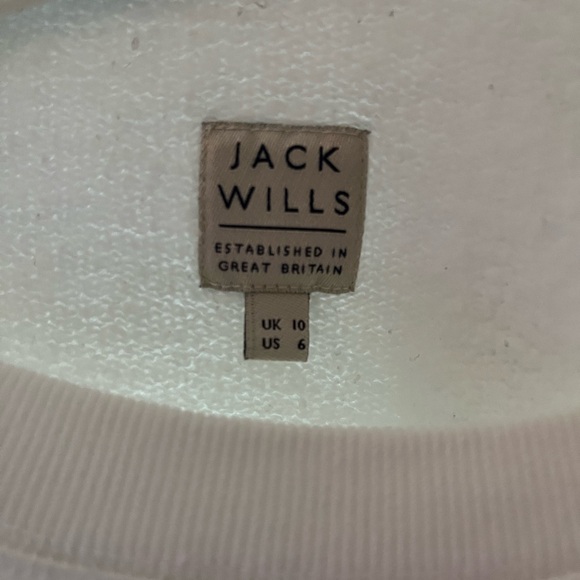 JACK
WILLS
ESTABLISHED IN
GREAT BRITAIN
UK 10
US 6